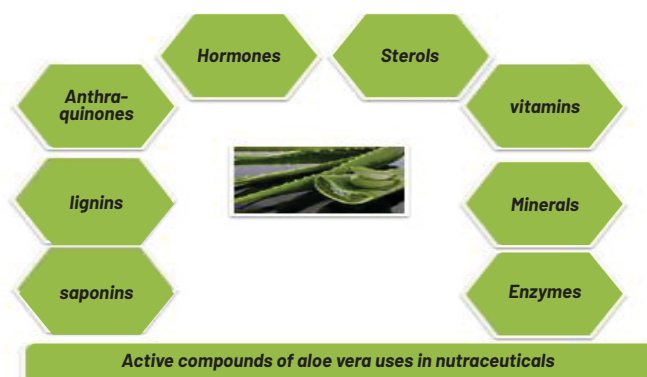 Hormones
Sterols
Anthra-
quinones
vitamins
lignins
Minerals
saponins
Enzymes
Active compounds of aloe vera uses in nutraceuticals